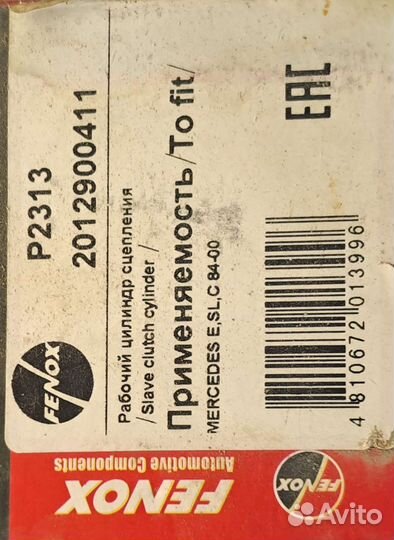 P2313
2012900411
FENOX
Рабочий цилиндр сцепления
/ Slave clutch cylinder /
Применяемость / To fit/
MERCEDES E,SL,C 84-00
EAC
4 810672 013996
Automotive Components
FENOX
FENOX
Avito